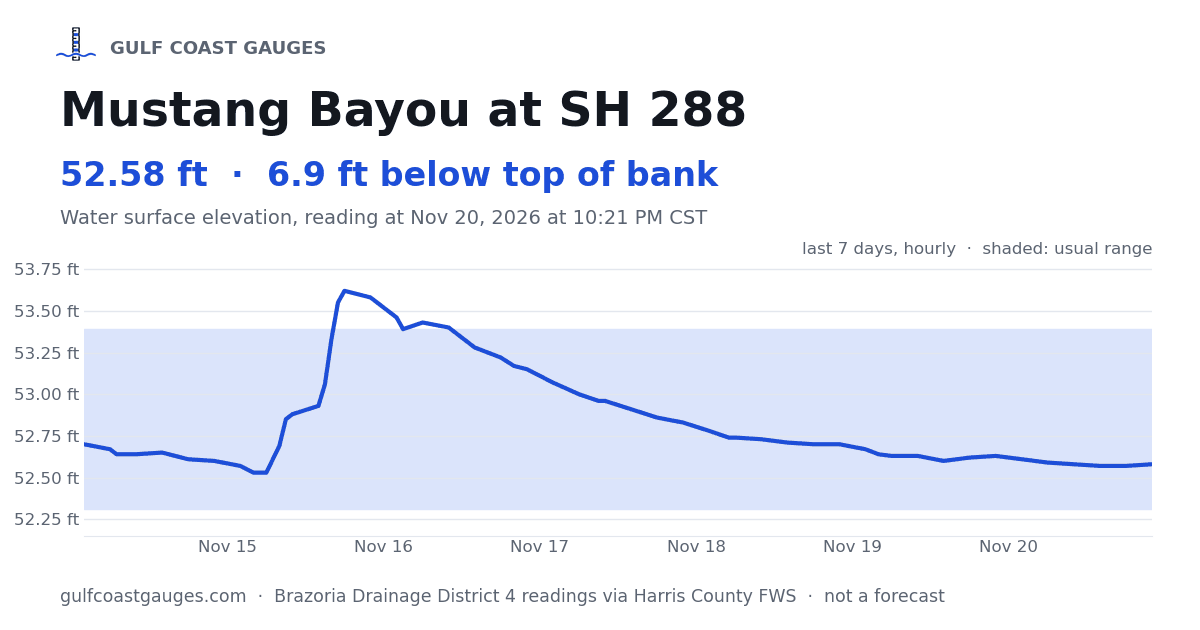 GULF COAST GAUGES
Mustang Bayou at SH 288
52.58 ft · 6.9 ft below top of bank
Water surface elevation, reading at Nov 20, 2026 at 10:21 PM CST
last 7 days, hourly · shaded: usual range
53.75 ft
53.50 ft
53.25 ft
53.00 ft
52.75 ft
52.50 ft
52.25 ft
Nov 15 Nov 16 Nov 17 Nov 18 Nov 19 Nov 20
gulfcoastgauges.com · Brazoria Drainage District 4 readings via Harris County FWS · not a forecast